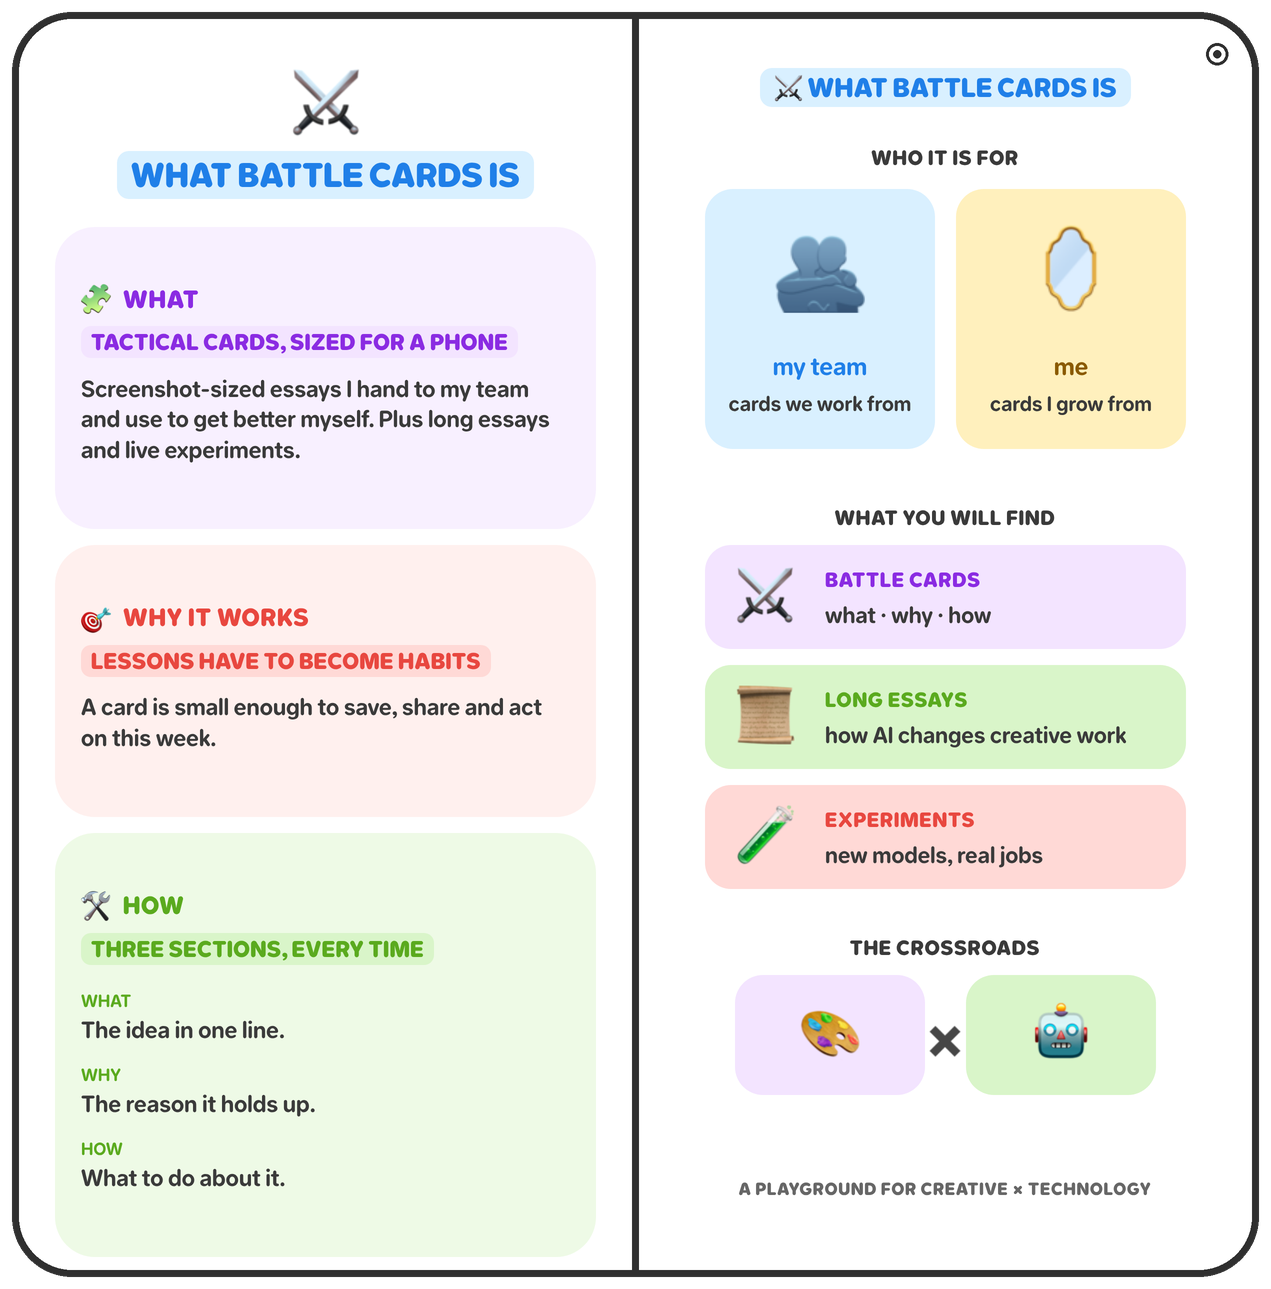 WHAT BATTLE CARDS IS
WHAT
TACTICAL CARDS, SIZED FOR A PHONE
Screenshot-sized essays I hand to my team
and use to get better myself. Plus long essays
and live experiments.
WHY IT WORKS
LESSONS HAVE TO BECOME HABITS
A card is small enough to save, share and act
on this week.
HOW
THREE SECTIONS, EVERY TIME
WHAT
The idea in one line.
WHY
The reason it holds up.
HOW
What to do about it.
WHAT BATTLE CARDS IS
WHO IT IS FOR
my team
cards we work from
me
cards I grow from
WHAT YOU WILL FIND
BATTLE CARDS
what · why · how
LONG ESSAYS
how AI changes creative work
EXPERIMENTS
new models, real jobs
THE CROSSROADS
A PLAYGROUND FOR CREATIVE × TECHNOLOGY